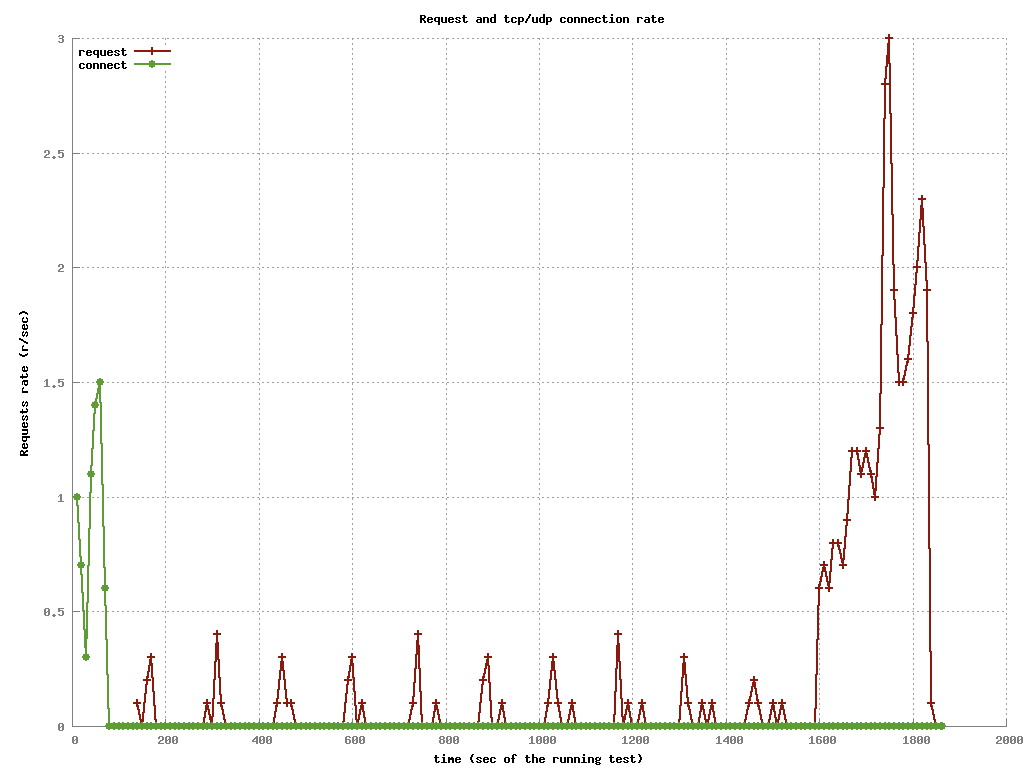 Request and tcp/udp connection rate
request
connect
3
2.5
2
1.5
1
0.5
0
Requests rate (r/sec)
0 200 400 600 800 1000 1200 1400 1600 1800 2000
time (sec of the running test)